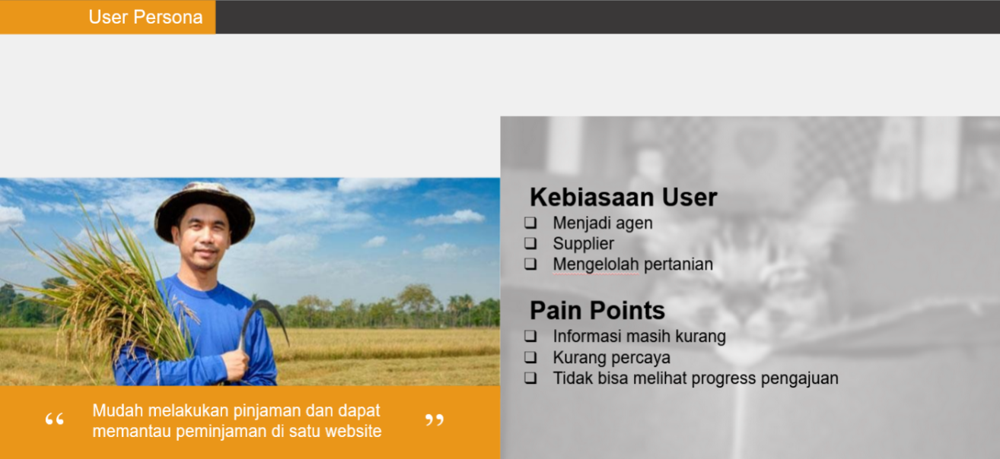 User Persona
Kebiasaan User
Menjadi agen
Supplier
Mengelolah pertanian
Pain Points
Informasi masih kurang
Kurang percaya
Tidak bisa melihat progress pengajuan
“ Mudah melakukan pinjaman dan dapat
memantau peminjaman di satu website ”